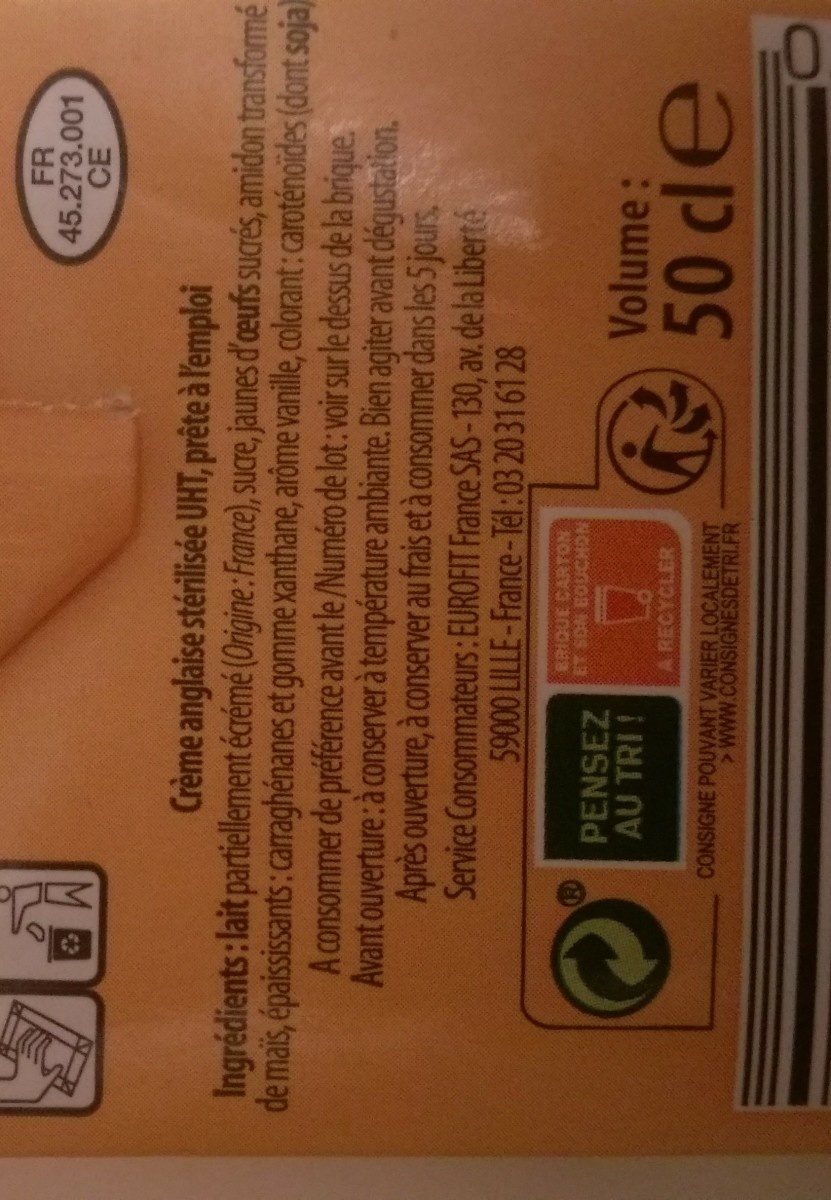 FR
45.273.001
CE
Crème anglaise stérilisée UHT, prête à l'emploi
Ingrédients : lait partiellement écrémé (Origine : France), sucre, jaunes d'œufs sucrés, amidon transformé
de maïs, épaississants : carraghénanes et gomme xanthane, arôme vanille, colorant : caroténoïdes (dont soja)
A consommer de préférence avant le /Numéro de lot : voir sur le dessus de la brique.
Avant ouverture : à conserver à température ambiante. Bien agiter avant dégustation.
Après ouverture, à conserver au frais et à consommer dans les 5 jours.
Service Consommateurs : EUROFIT France SAS - 130, av. de la Liberté
59000 LILLE - France - Tél : 03 20 31 61 28
®
PENSEZ
AU TRI !
BRIQUE CARTON
ET SON BOUCHON
À RECYCLER
CONSIGNE POUVANT VARIER LOCALEMENT
> WWW.CONSIGNESDETRI.FR
Volume :
50 cl e
0